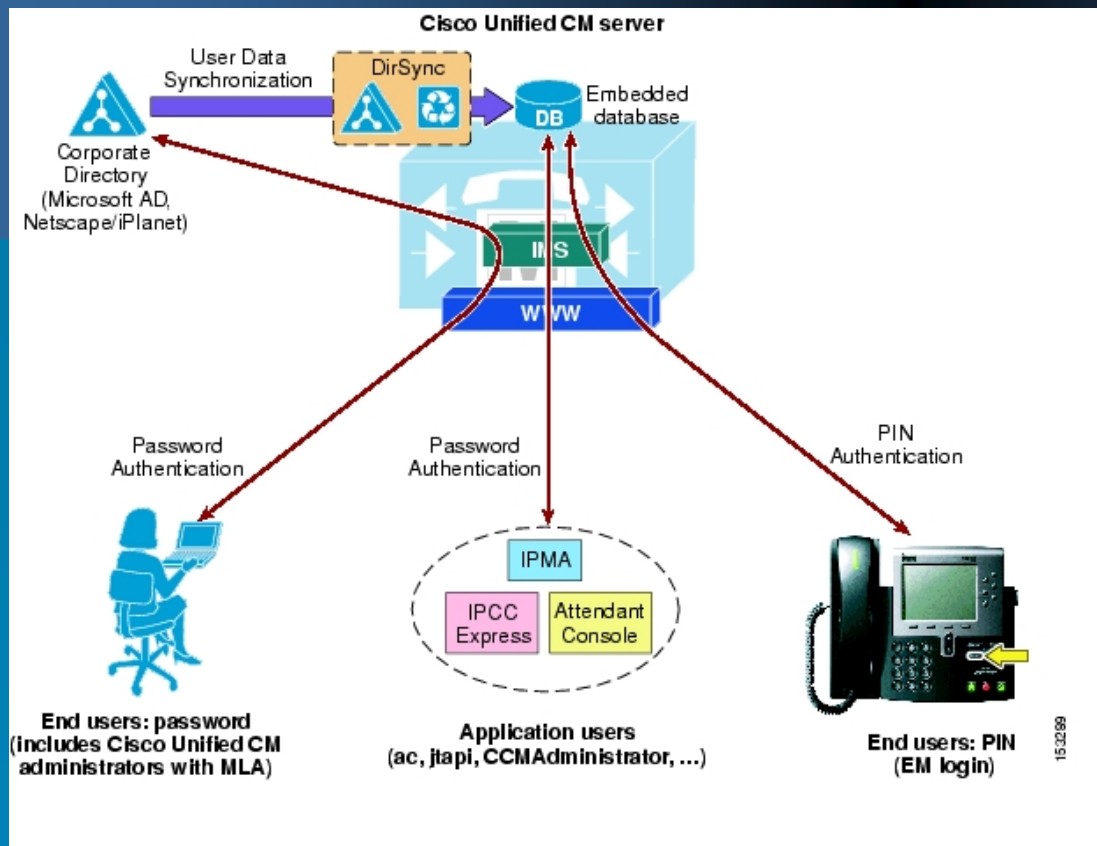 Cisco Unified CM server
User Data
Synchronization
DirSync
DB
Embedded
database
Corporate
Directory
(Microsoft AD,
Netscape/iPlanet)
IMS
WWW
Password
Authentication
Password
Authentication
PIN
Authentication
IPMA
IPCC
Express
Attendant
Console
End users: password
(includes Cisco Unified CM
administrators with MLA)
Application users
(ac, jtapi, CCMAdministrator, ...)
End users: PIN
(EM login)
153299